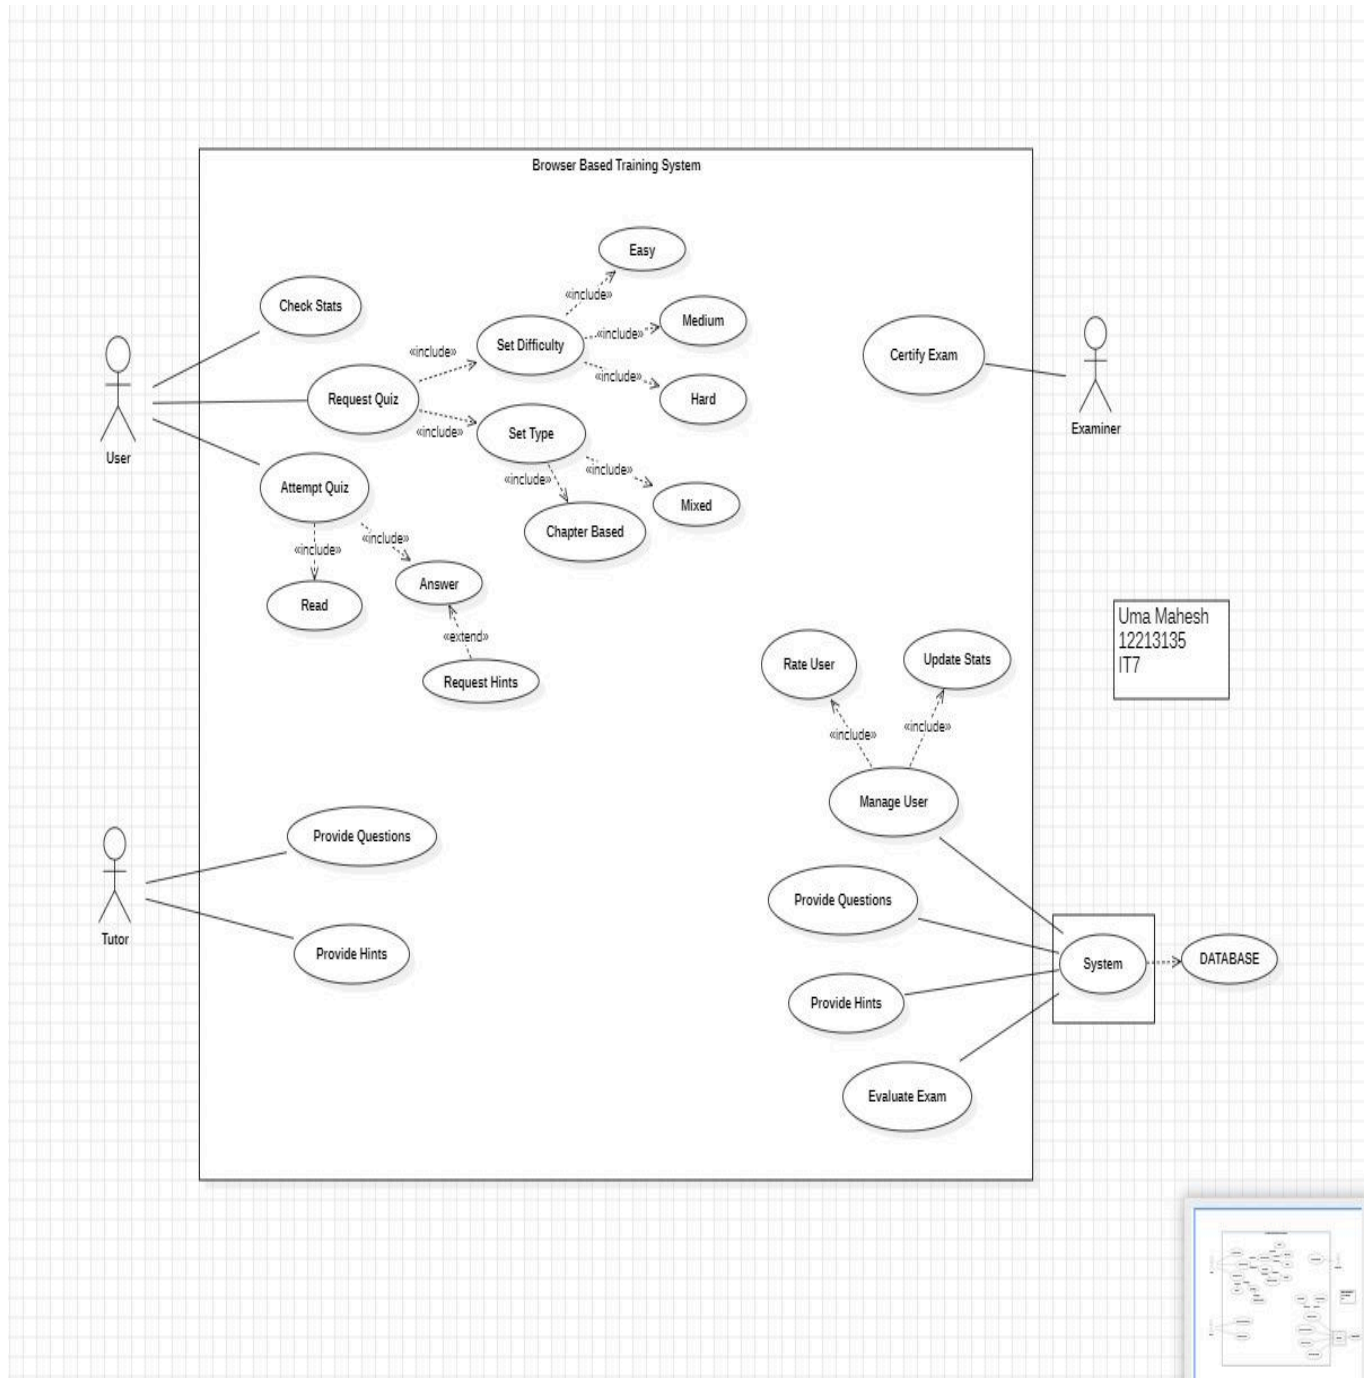 Browser Based Training System
Easy
«include»
Check Stats
Medium
«include»
Set Difficulty
«include»
Certify Exam
«include»
Request Quiz
Hard
Examiner
User
«include»
Set Type
«include»
«include»
Attempt Quiz
Mixed
Chapter Based
«include»
«include»
Answer
Read
«extend»
Request Hints
Uma Mahesh
12213135
IT7
Rate User
Update Stats
«include»
«include»
Manage User
Provide Questions
Tutor
Provide Hints
Provide Questions
System
DATABASE
Provide Hints
Evaluate Exam